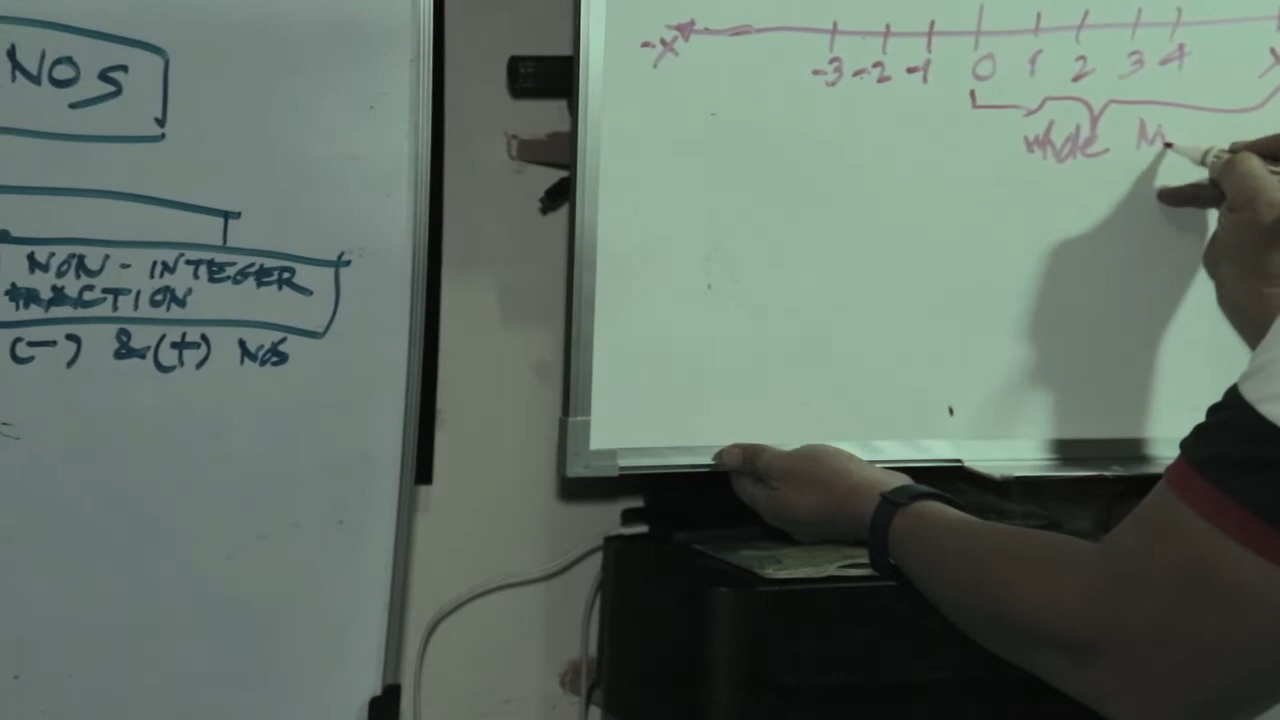 NOS
NON-INTEGER
FRACTION
(-) & (+) NOS
-X
-3 -2 -1 0 1 2 3 4 X
whole N